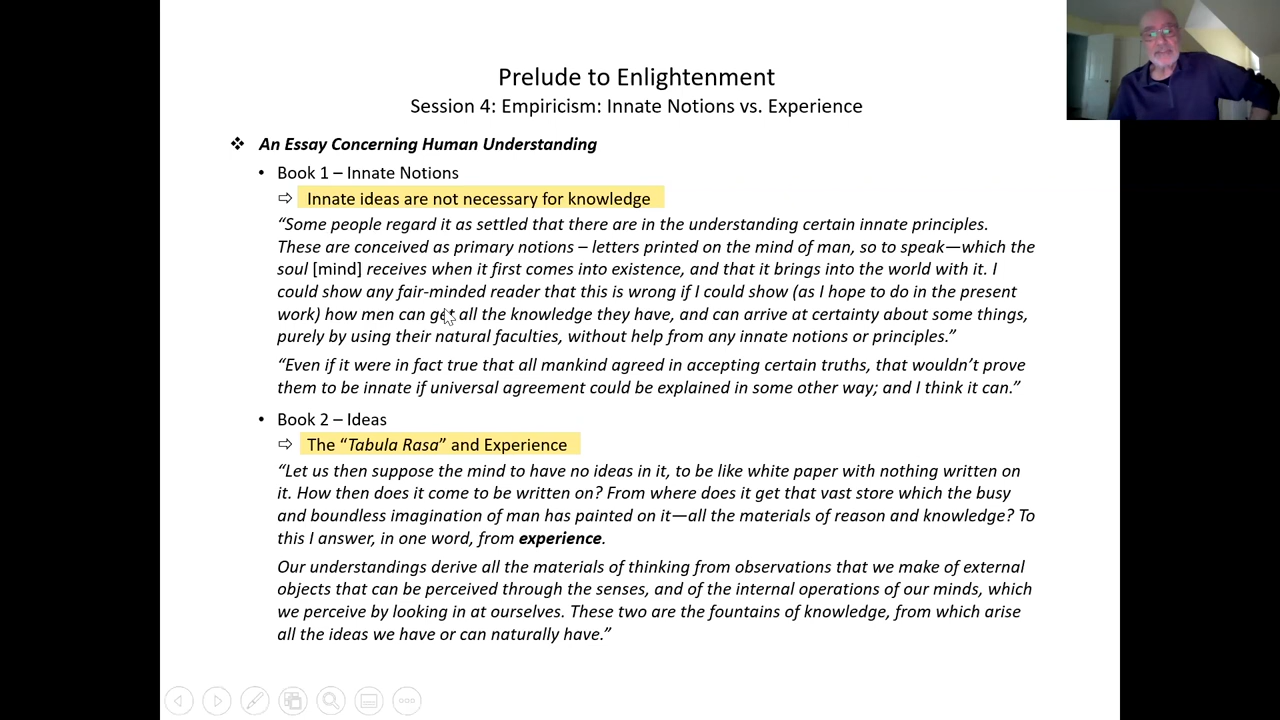 Prelude to Enlightenment
Session 4: Empiricism: Innate Notions vs. Experience
❖ An Essay Concerning Human Understanding
• Book 1 – Innate Notions
⇨ Innate ideas are not necessary for knowledge
“Some people regard it as settled that there are in the understanding certain innate principles.
These are conceived as primary notions – letters printed on the mind of man, so to speak—which the
soul [mind] receives when it first comes into existence, and that it brings into the world with it. I
could show any fair-minded reader that this is wrong if I could show (as I hope to do in the present
work) how men can get all the knowledge they have, and can arrive at certainty about some things,
purely by using their natural faculties, without help from any innate notions or principles.”
“Even if it were in fact true that all mankind agreed in accepting certain truths, that wouldn’t prove
them to be innate if universal agreement could be explained in some other way; and I think it can.”
• Book 2 – Ideas
⇨ The “Tabula Rasa” and Experience
“Let us then suppose the mind to have no ideas in it, to be like white paper with nothing written on
it. How then does it come to be written on? From where does it get that vast store which the busy
and boundless imagination of man has painted on it—all the materials of reason and knowledge? To
this I answer, in one word, from experience.
Our understandings derive all the materials of thinking from observations that we make of external
objects that can be perceived through the senses, and of the internal operations of our minds, which
we perceive by looking in at ourselves. These two are the fountains of knowledge, from which arise
all the ideas we have or can naturally have.”